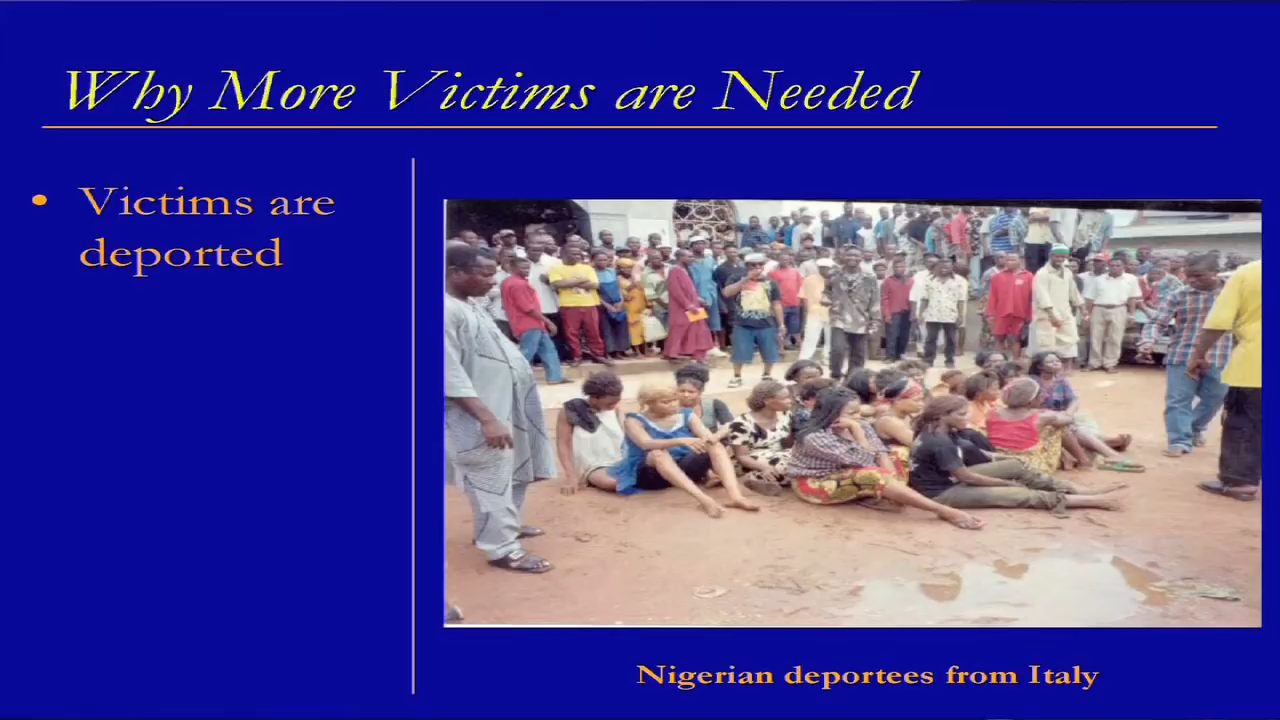 Why More Victims are Needed
• Victims are
deported
Nigerian deportees from Italy